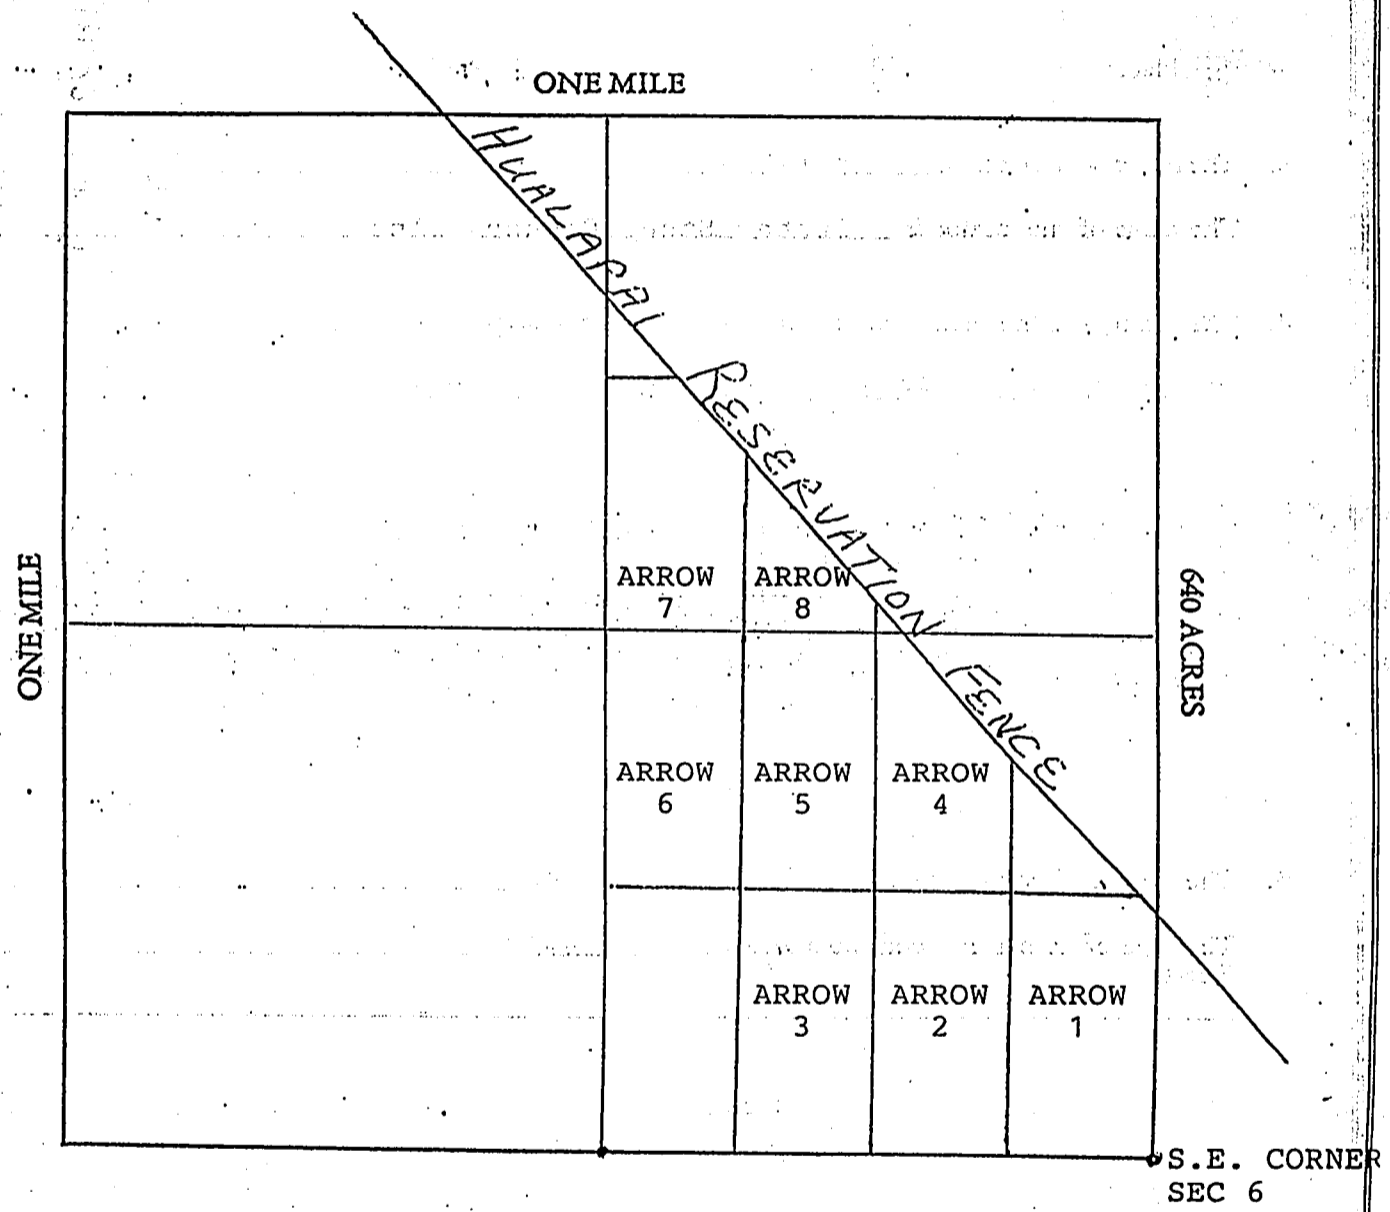 ONE MILE
HUALAPAI RESERVATION FENCE
ONE MILE
640 ACRES
ARROW
7
ARROW
8
ARROW
6
ARROW
5
ARROW
4
ARROW
3
ARROW
2
ARROW
1
S.E. CORNER
SEC 6